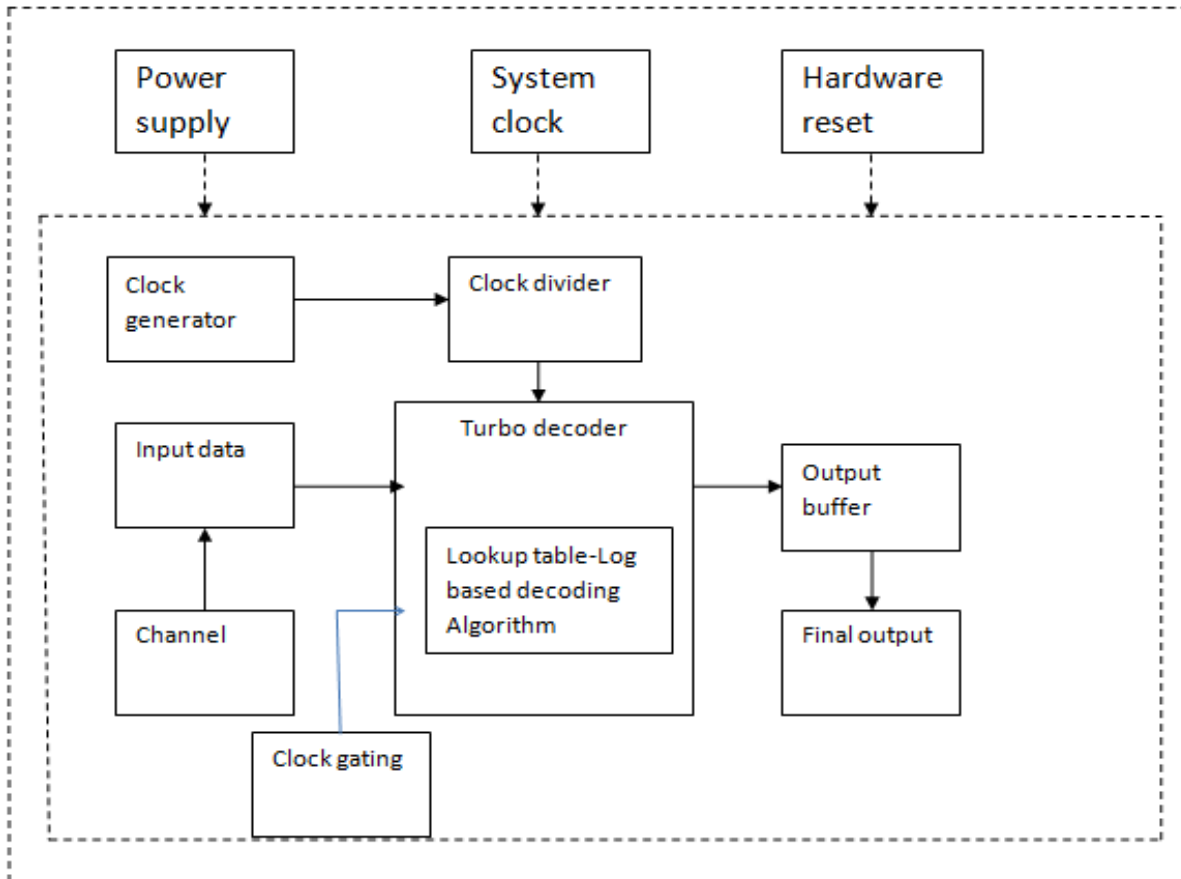 Power
supply
System
clock
Hardware
reset
Clock
generator
Clock divider
Input data
Turbo decoder
Output
buffer
Lookup table-Log
based decoding
Algorithm
Channel
Final output
Clock gating